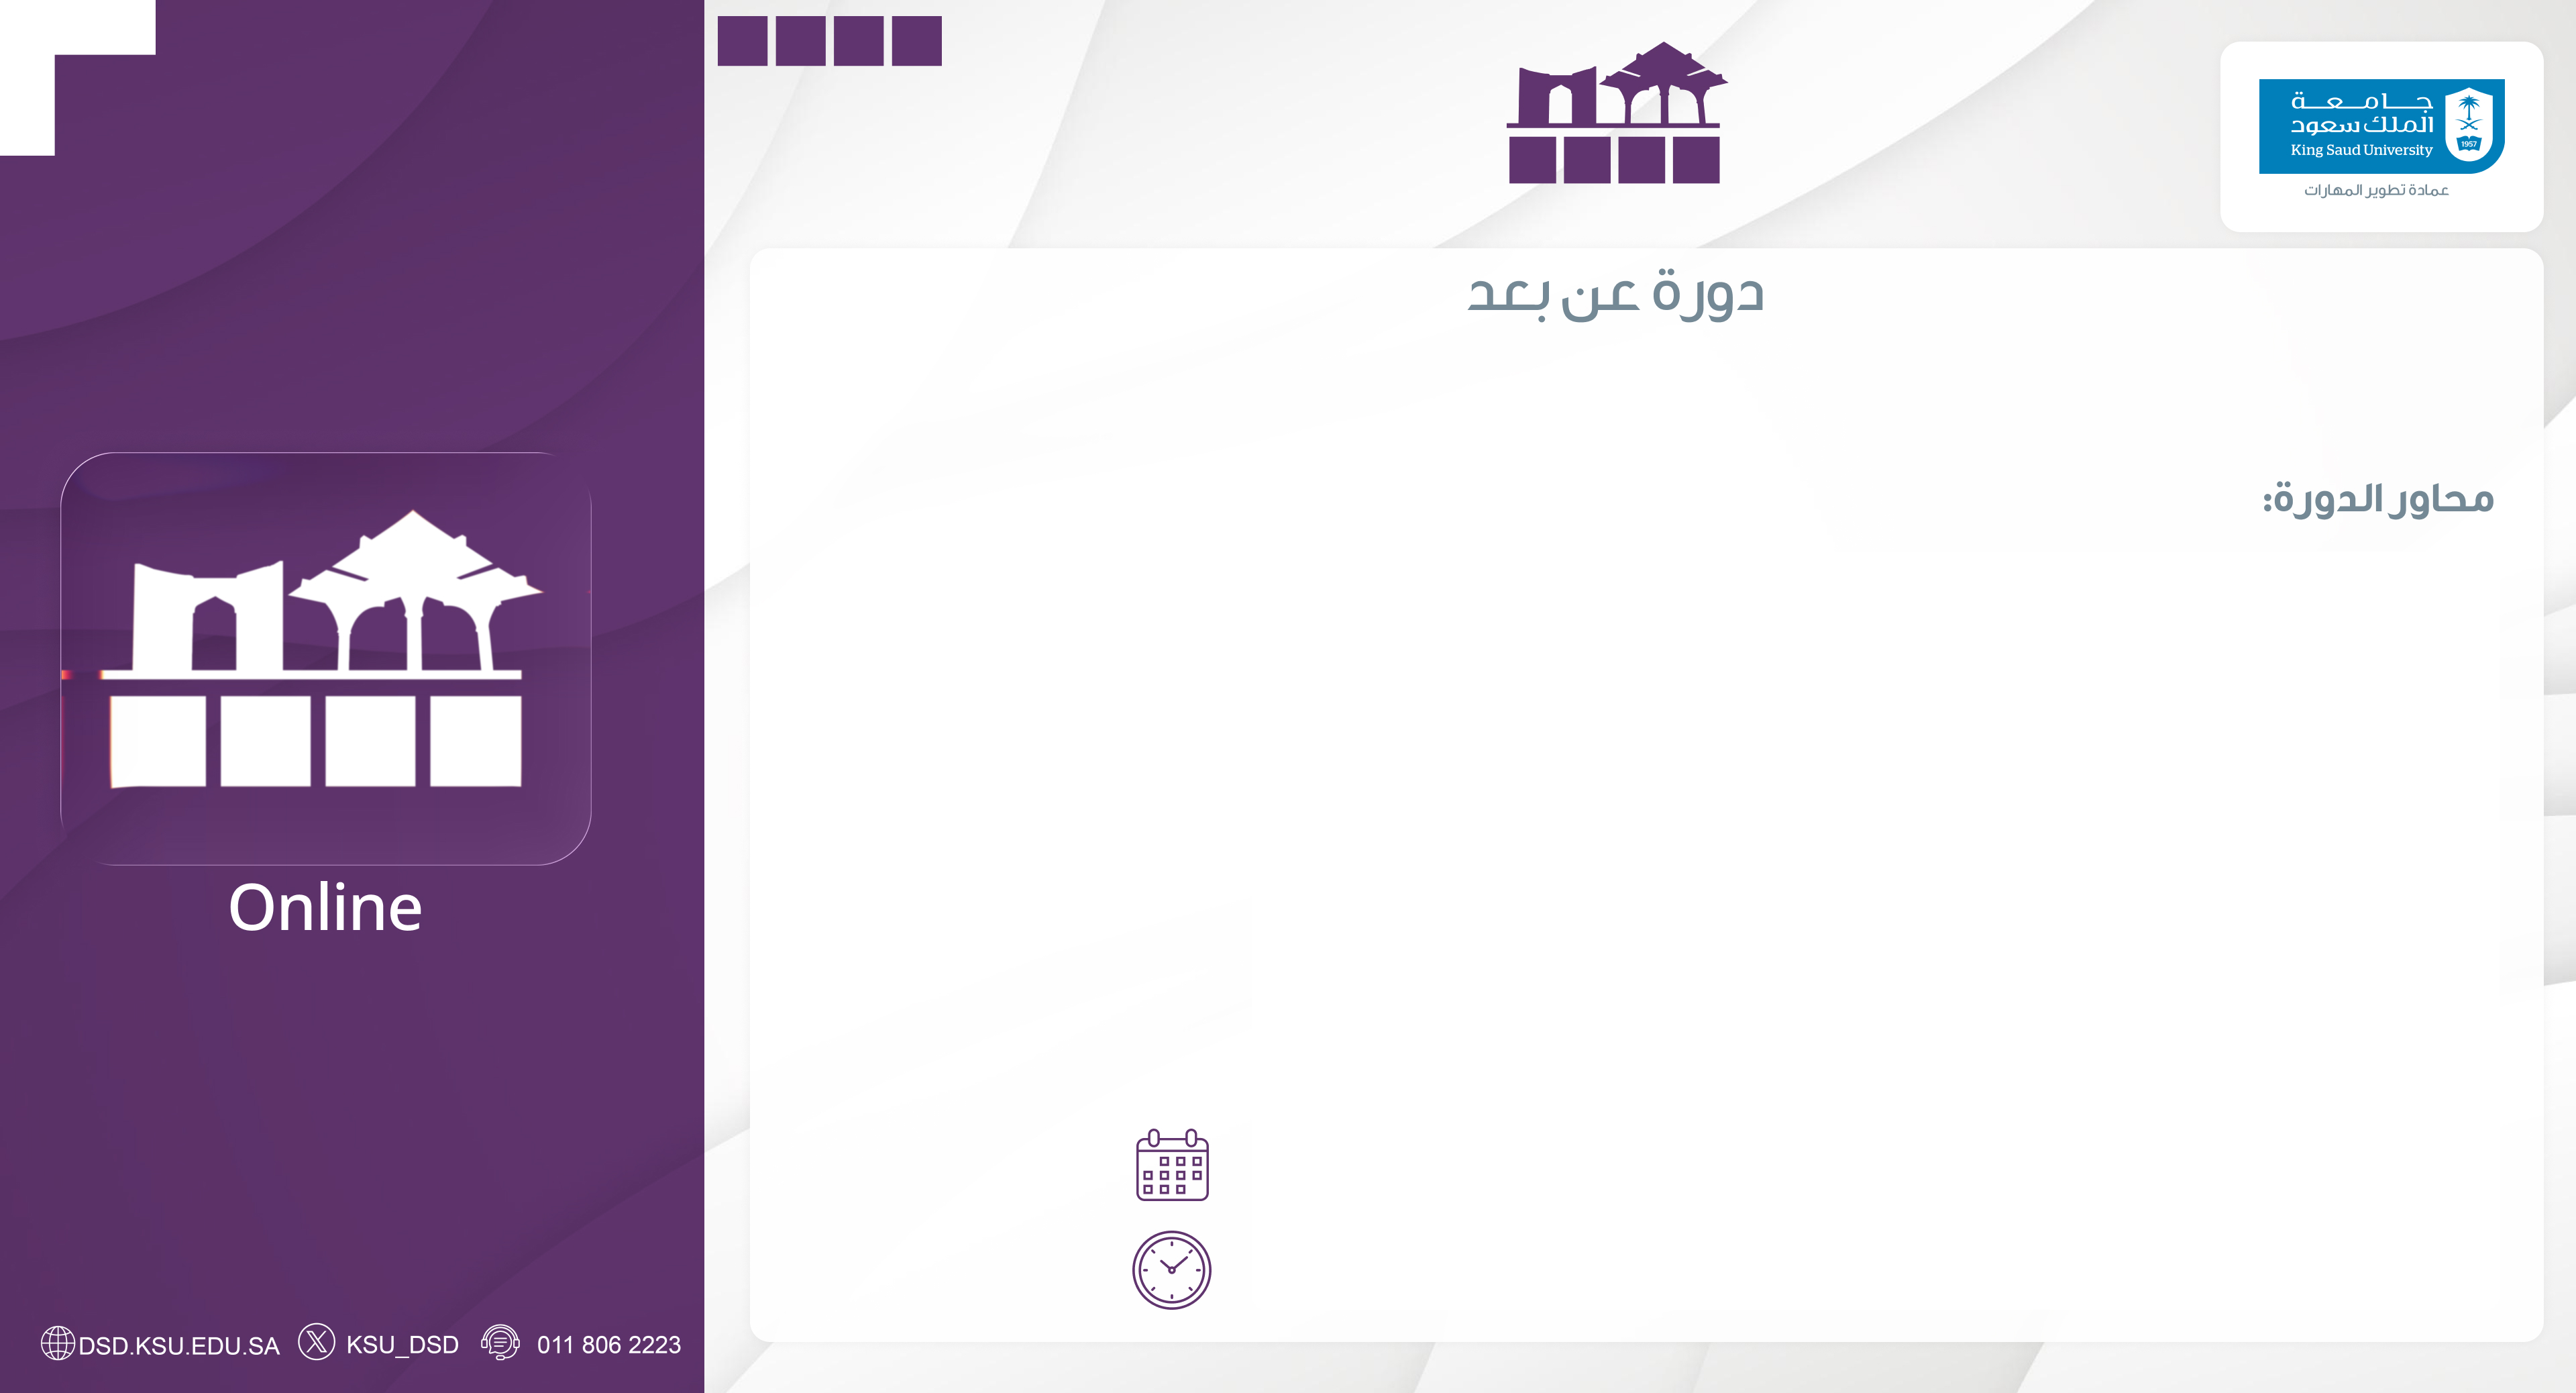 جامعة
الملك سعود
King Saud University
1957
عمادة تطوير المهارات
دورة عن بعد
محاور الدورة:
Online
DSD.KSU.EDU.SA KSU_DSD 011 806 2223